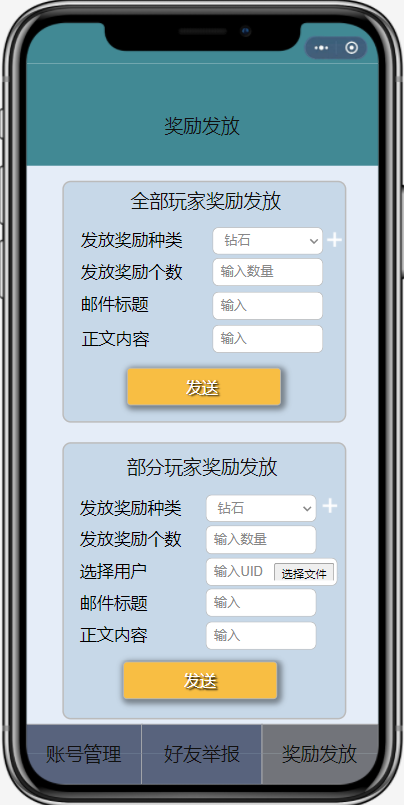 奖励发放
全部玩家奖励发放
发放奖励种类 钻石 +
发放奖励个数 输入数量
邮件标题 输入
正文内容 输入
发送
部分玩家奖励发放
发放奖励种类 钻石 +
发放奖励个数 输入数量
选择用户 输入UID 选择文件
邮件标题 输入
正文内容 输入
发送
账号管理 好友举报 奖励发放